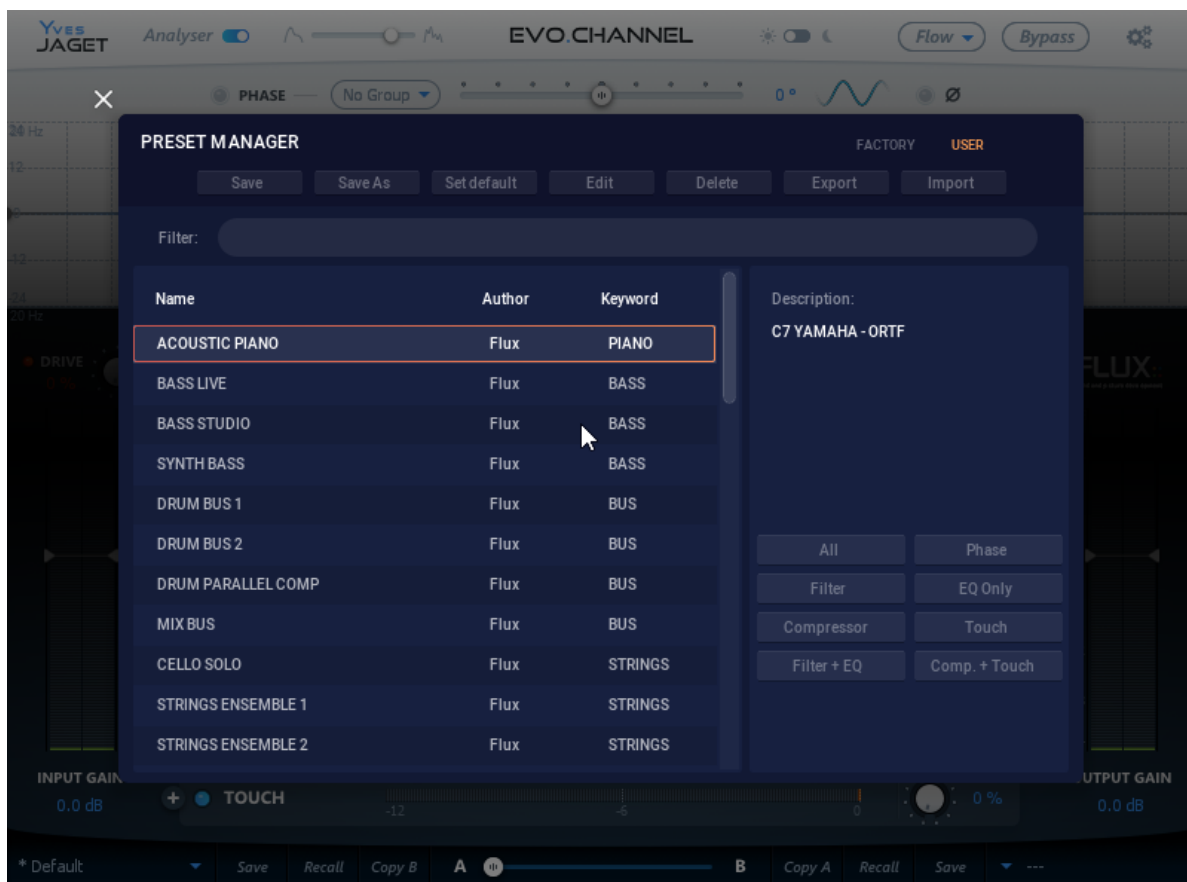 YVES
JAGET
Analyser
EVO.CHANNEL
Flow
Bypass
PHASE
No Group
0 °
Ø
PRESET MANAGER
FACTORY
USER
Save
Save As
Set default
Edit
Delete
Export
Import
Filter:
Name Author Keyword
ACOUSTIC PIANO Flux PIANO
BASS LIVE Flux BASS
BASS STUDIO Flux BASS
SYNTH BASS Flux BASS
DRUM BUS 1 Flux BUS
DRUM BUS 2 Flux BUS
DRUM PARALLEL COMP Flux BUS
MIX BUS Flux BUS
CELLO SOLO Flux STRINGS
STRINGS ENSEMBLE 1 Flux STRINGS
STRINGS ENSEMBLE 2 Flux STRINGS
Description:
C7 YAMAHA - ORTF
All Phase
Filter EQ Only
Compressor Touch
Filter + EQ Comp. + Touch
12
20 Hz
DRIVE
FLUX::
INPUT GAIN
0.0 dB
+ TOUCH
-12 -6 0
0 %
UTPUT GAIN
0.0 dB
* Default Save Recall Copy B A B Copy A Recall Save ---